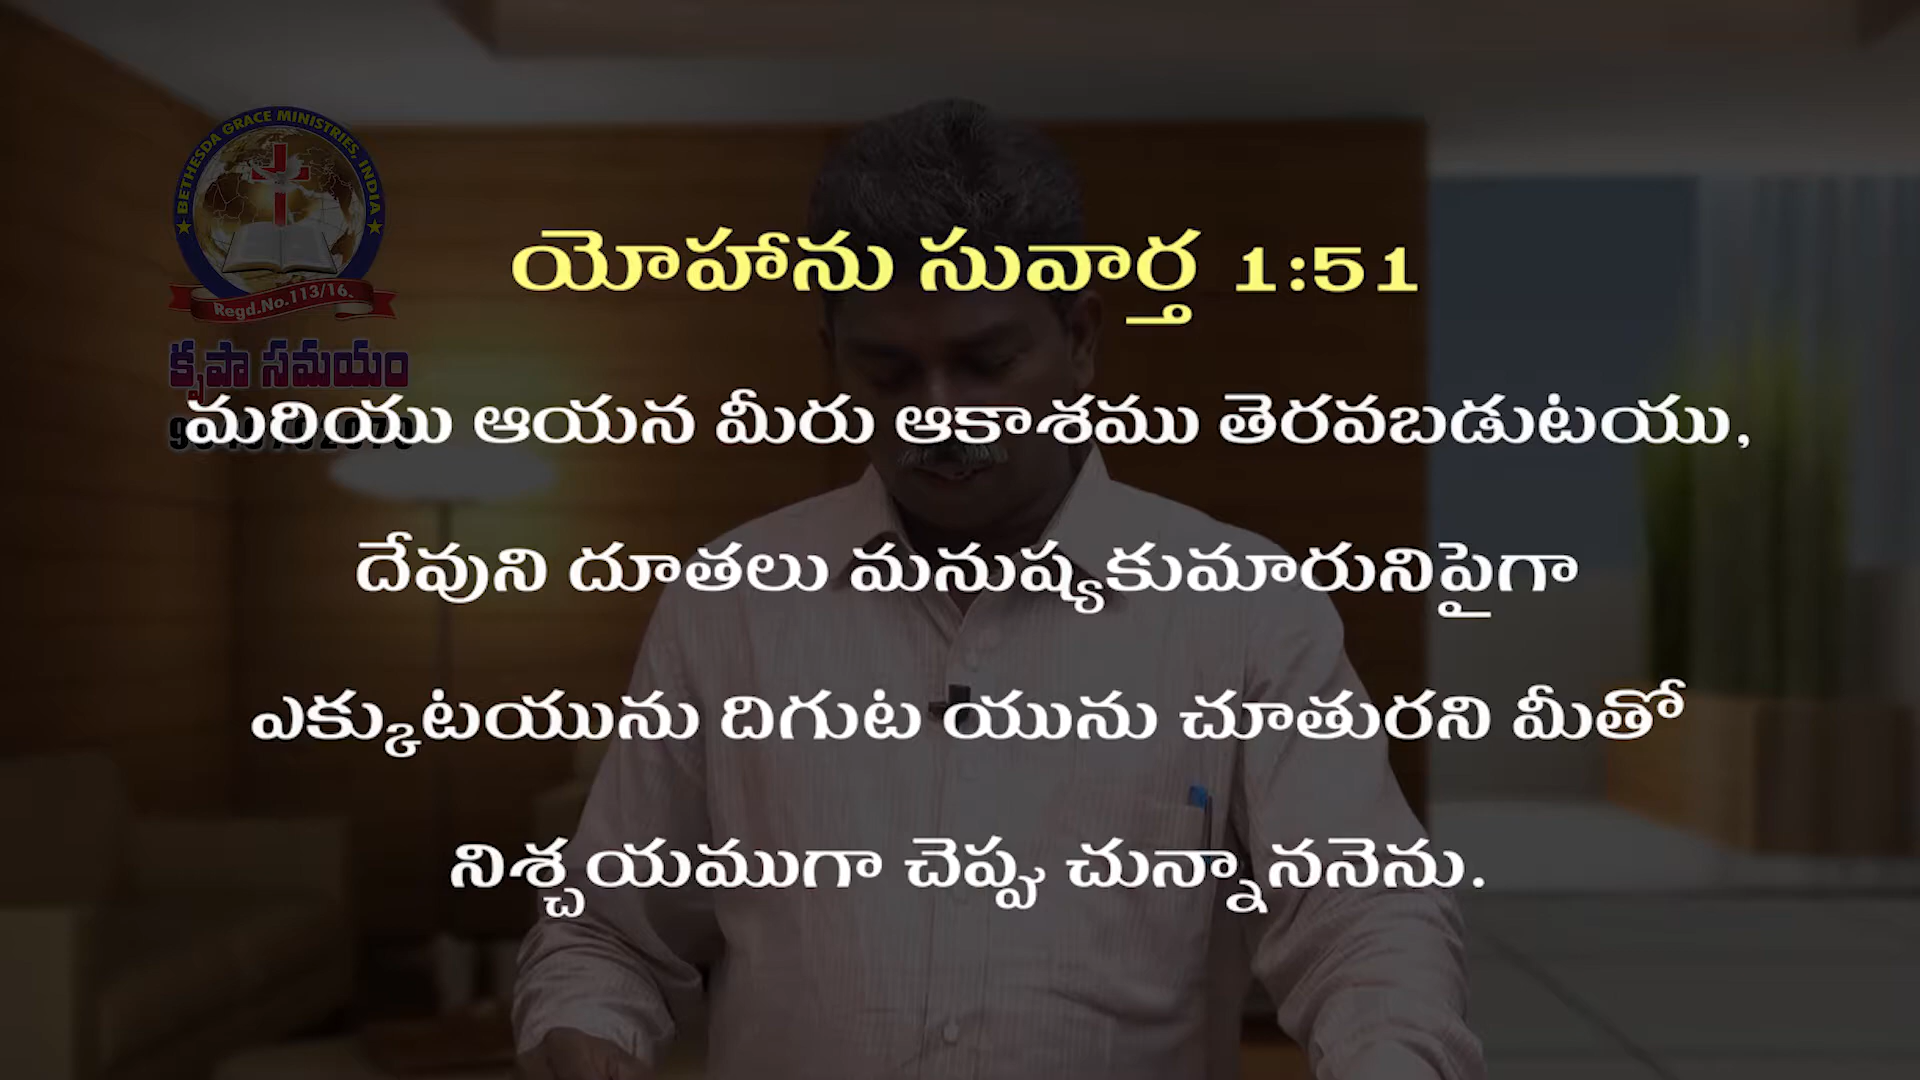 BETHESDA GRACE MINISTRIES, INDIA
Regd.No.113/16.
కృపా సమయం
యోహాను సువార్త 1:51
మరియు ఆయన మీరు ఆకాశము తెరవబడుటయు,
దేవుని దూతలు మనుష్యకుమారునిపైగా
ఎక్కుటయును దిగుట యును చూతురని మీతో
నిశ్చయముగా చెప్పు చున్నాననెను.